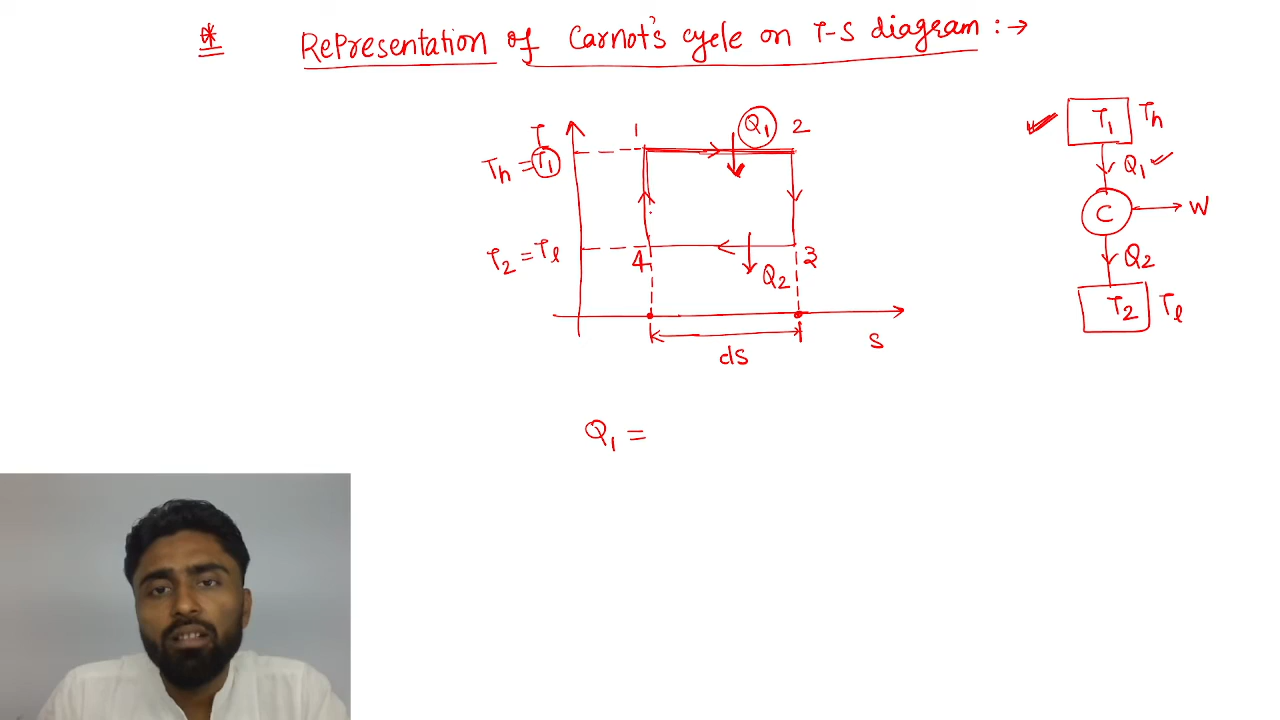 * Representation of Carnot's cycle on T-S diagram :→
T
1
Q1
2
Th = T1
T2 = Tl
4
3
Q2
ds
S
T1 Th
Q1 ✓
C → W
Q2
T2 Tl
Q1 =